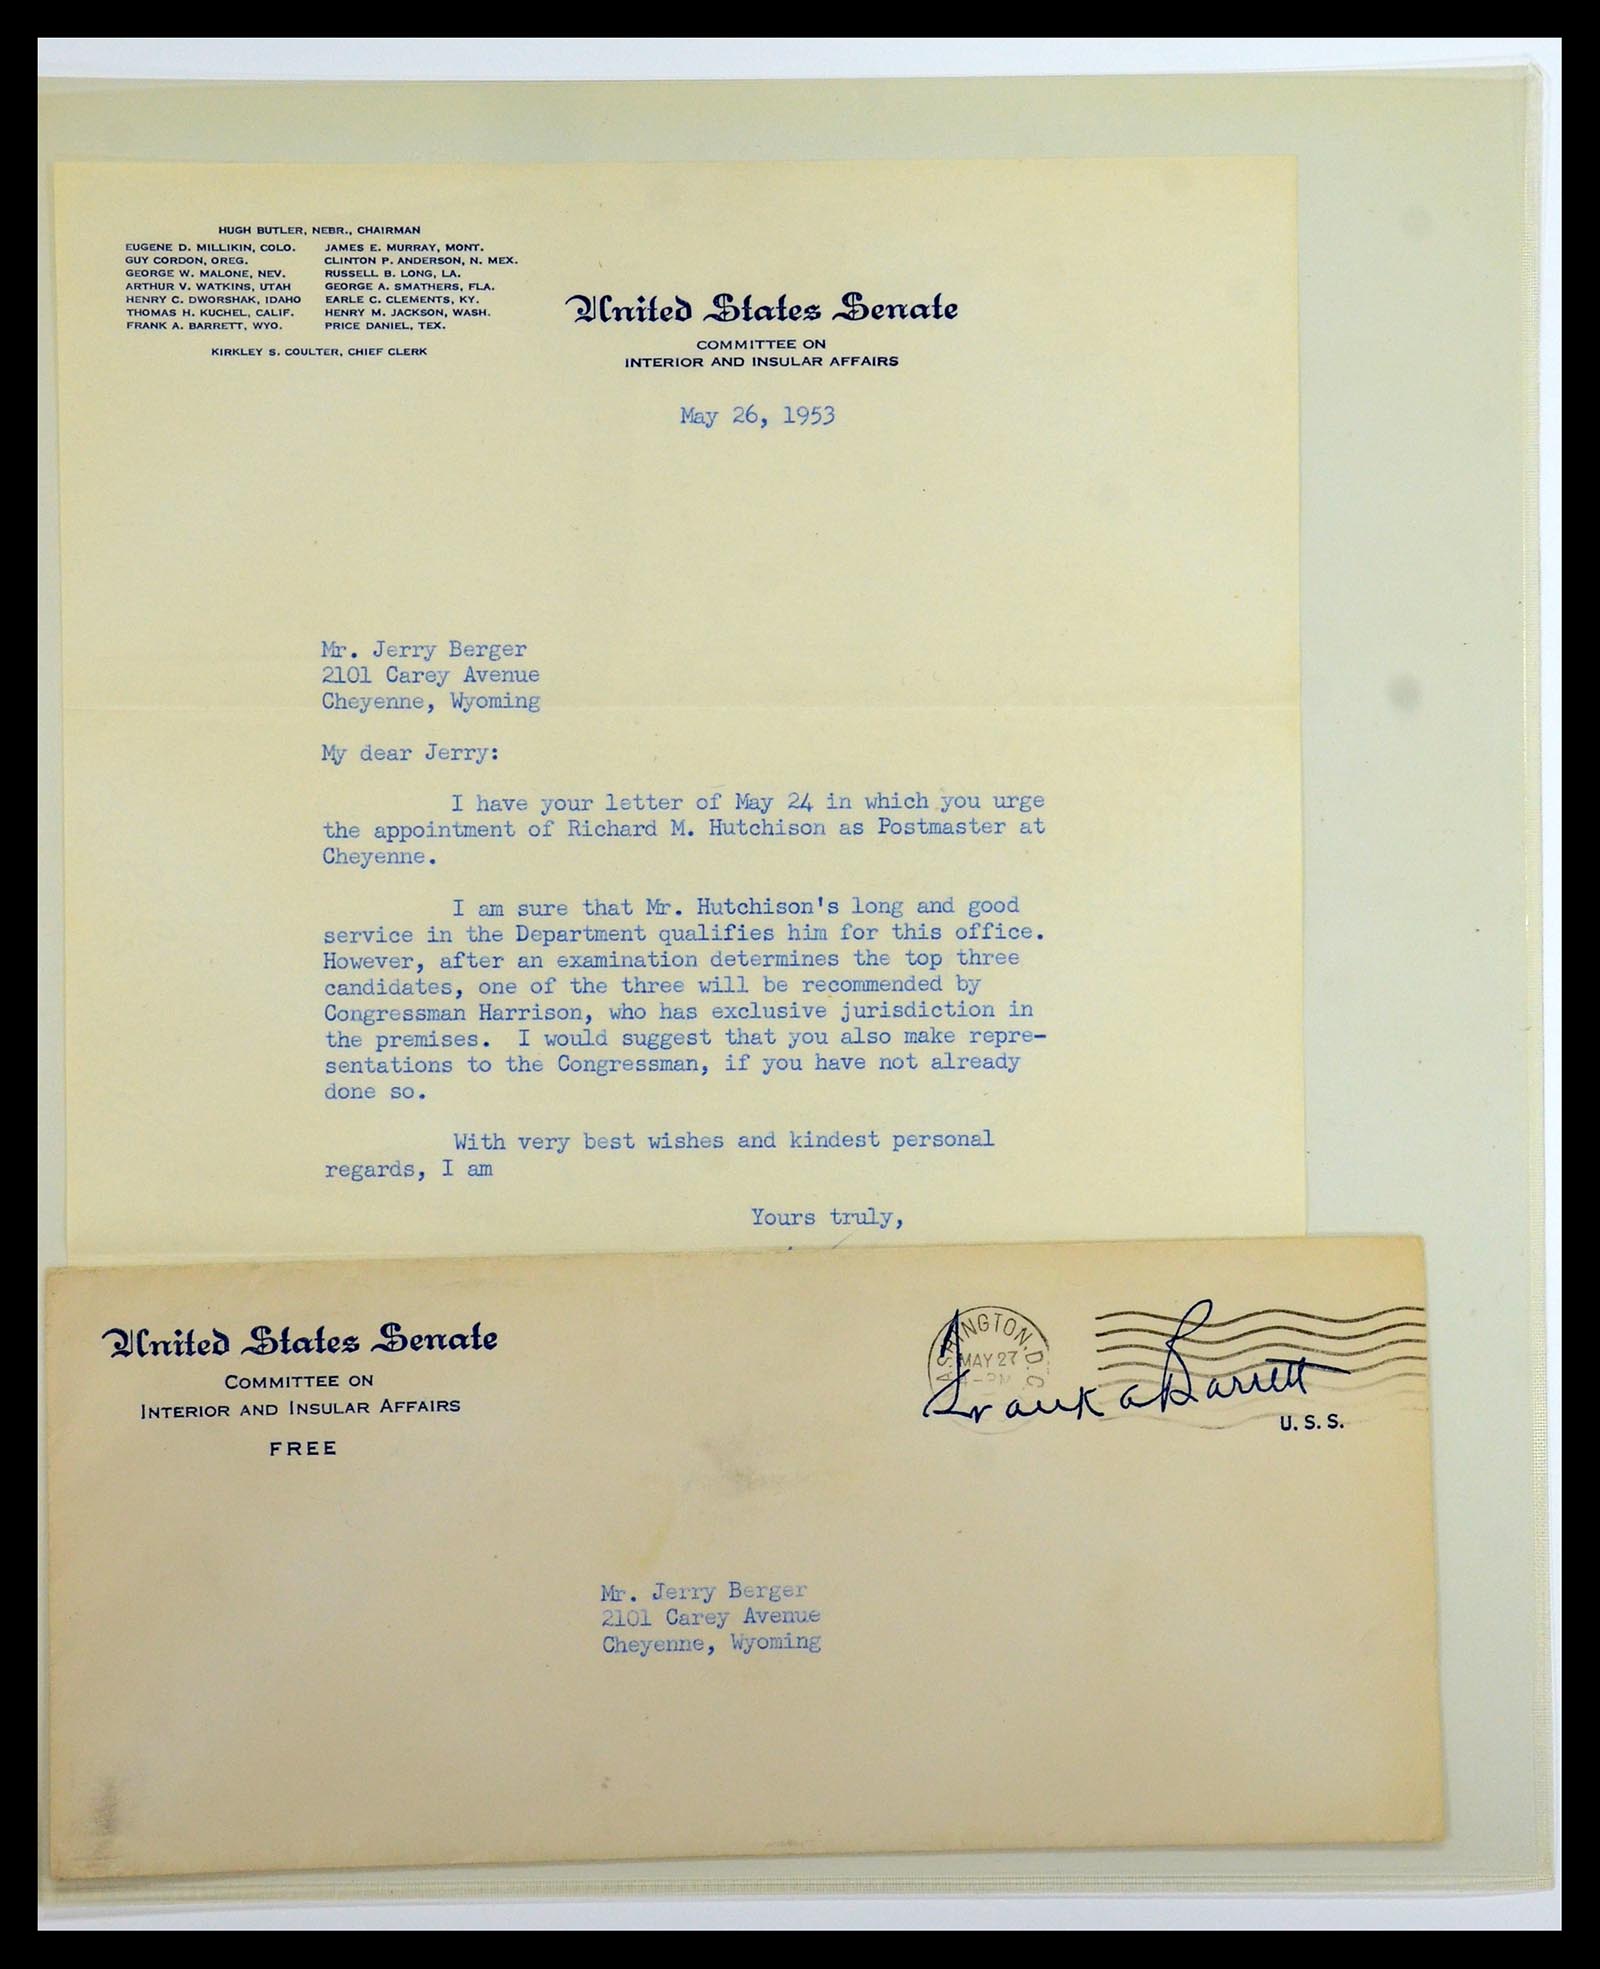 HUGH BUTLER, NEBR., CHAIRMAN
EUGENE D. MILLIKIN, COLO. JAMES E. MURRAY, MONT.
GUY CORDON, OREG. CLINTON P. ANDERSON, N. MEX.
GEORGE W. MALONE, NEV. RUSSELL B. LONG, LA.
ARTHUR V. WATKINS, UTAH GEORGE A. SMATHERS, FLA.
HENRY C. DWORSHAK, IDAHO EARLE C. CLEMENTS, KY.
THOMAS H. KUCHEL, CALIF. HENRY M. JACKSON, WASH.
FRANK A. BARRETT, WYO. PRICE DANIEL, TEX.
KIRKLEY S. COULTER, CHIEF CLERK
United States Senate
COMMITTEE ON
INTERIOR AND INSULAR AFFAIRS
May 26, 1953
Mr. Jerry Berger
2101 Carey Avenue
Cheyenne, Wyoming
My dear Jerry:
I have your letter of May 24 in which you urge
the appointment of Richard M. Hutchison as Postmaster at
Cheyenne.
I am sure that Mr. Hutchison's long and good
service in the Department qualifies him for this office.
However, after an examination determines the top three
candidates, one of the three will be recommended by
Congressman Harrison, who has exclusive jurisdiction in
the premises. I would suggest that you also make repre-
sentations to the Congressman, if you have not already
done so.
With very best wishes and kindest personal
regards, I am
Yours truly,
United States Senate
COMMITTEE ON
INTERIOR AND INSULAR AFFAIRS
FREE
WASHINGTON, D.C.
MAY 27
Frank A Barrett
U. S. S.
Mr. Jerry Berger
2101 Carey Avenue
Cheyenne, Wyoming